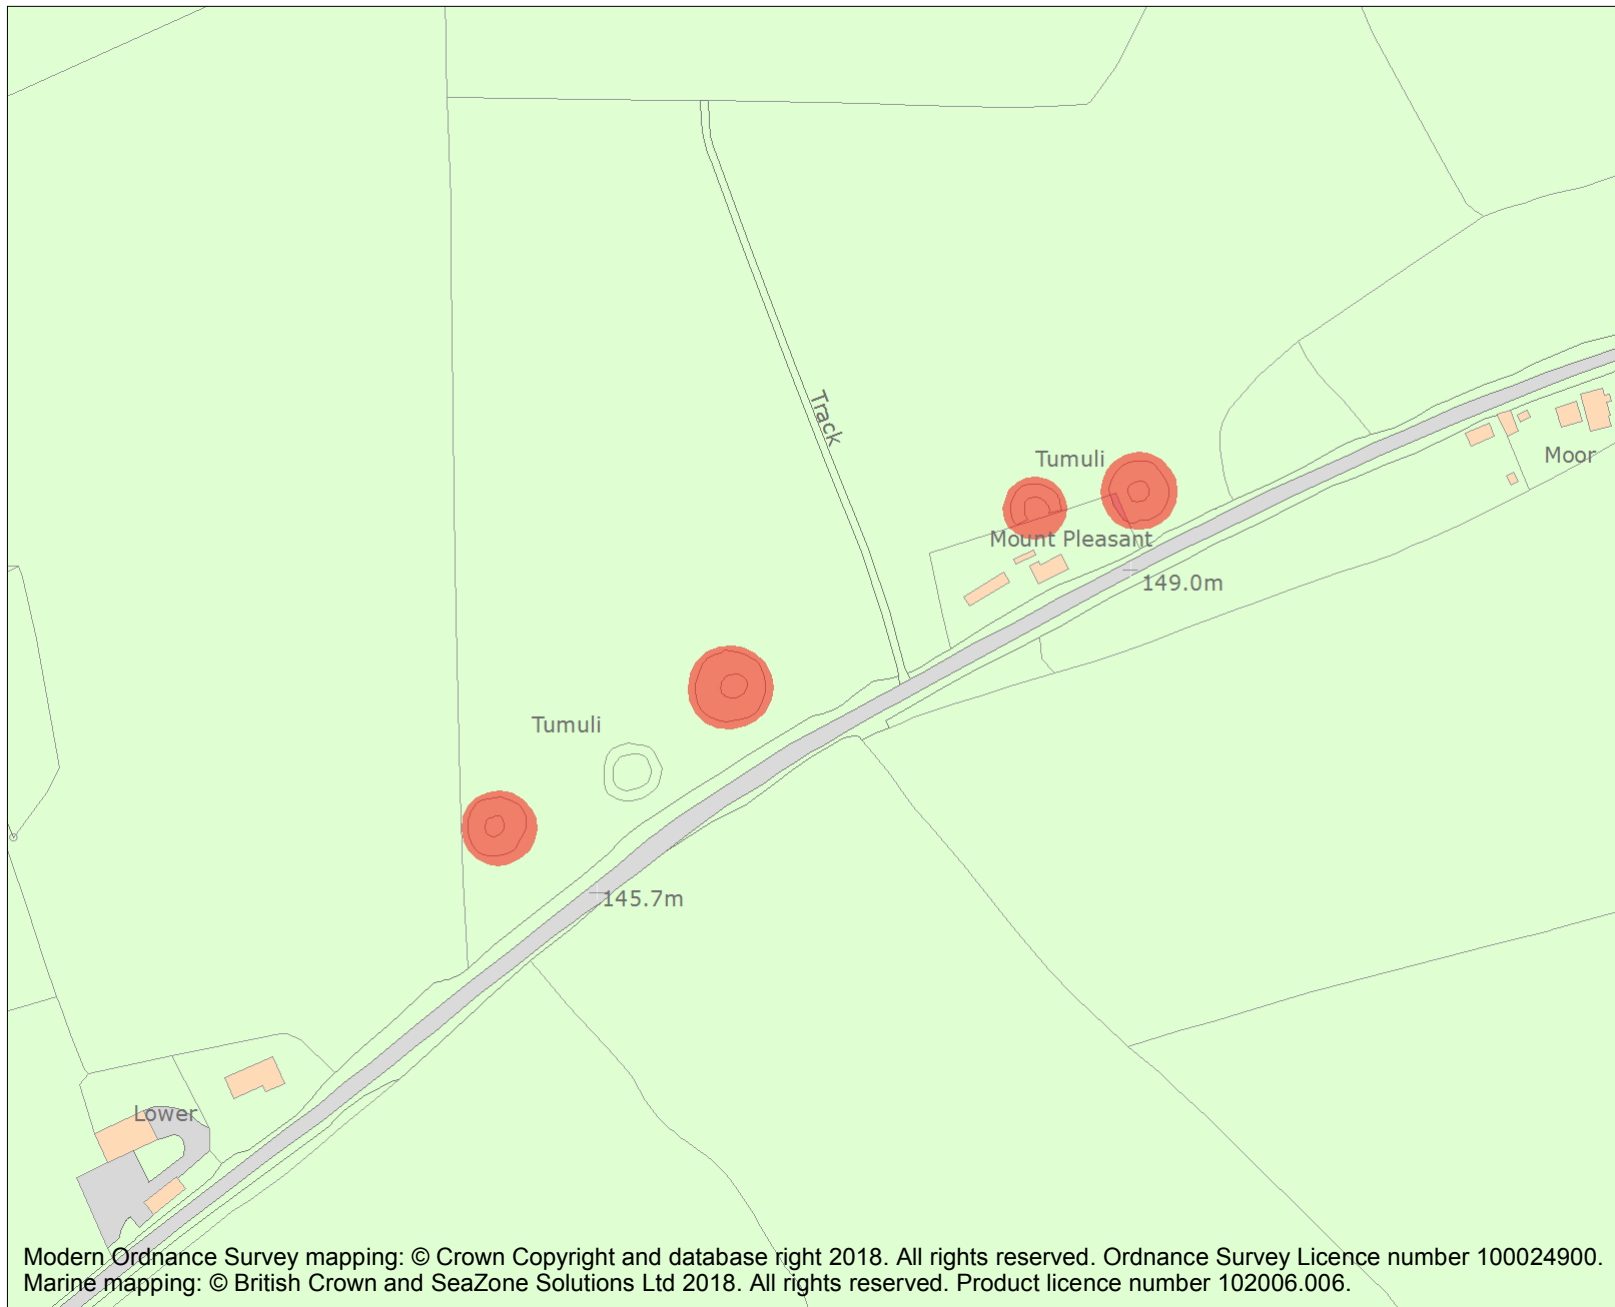 Track
Tumuli
Moor
Mount Pleasant
149.0m
Tumuli
145.7m
Lower
Modern Ordnance Survey mapping: © Crown Copyright and database right 2018. All rights reserved. Ordnance Survey Licence number 100024900.
Marine mapping: © British Crown and SeaZone Solutions Ltd 2018. All rights reserved. Product licence number 102006.006.